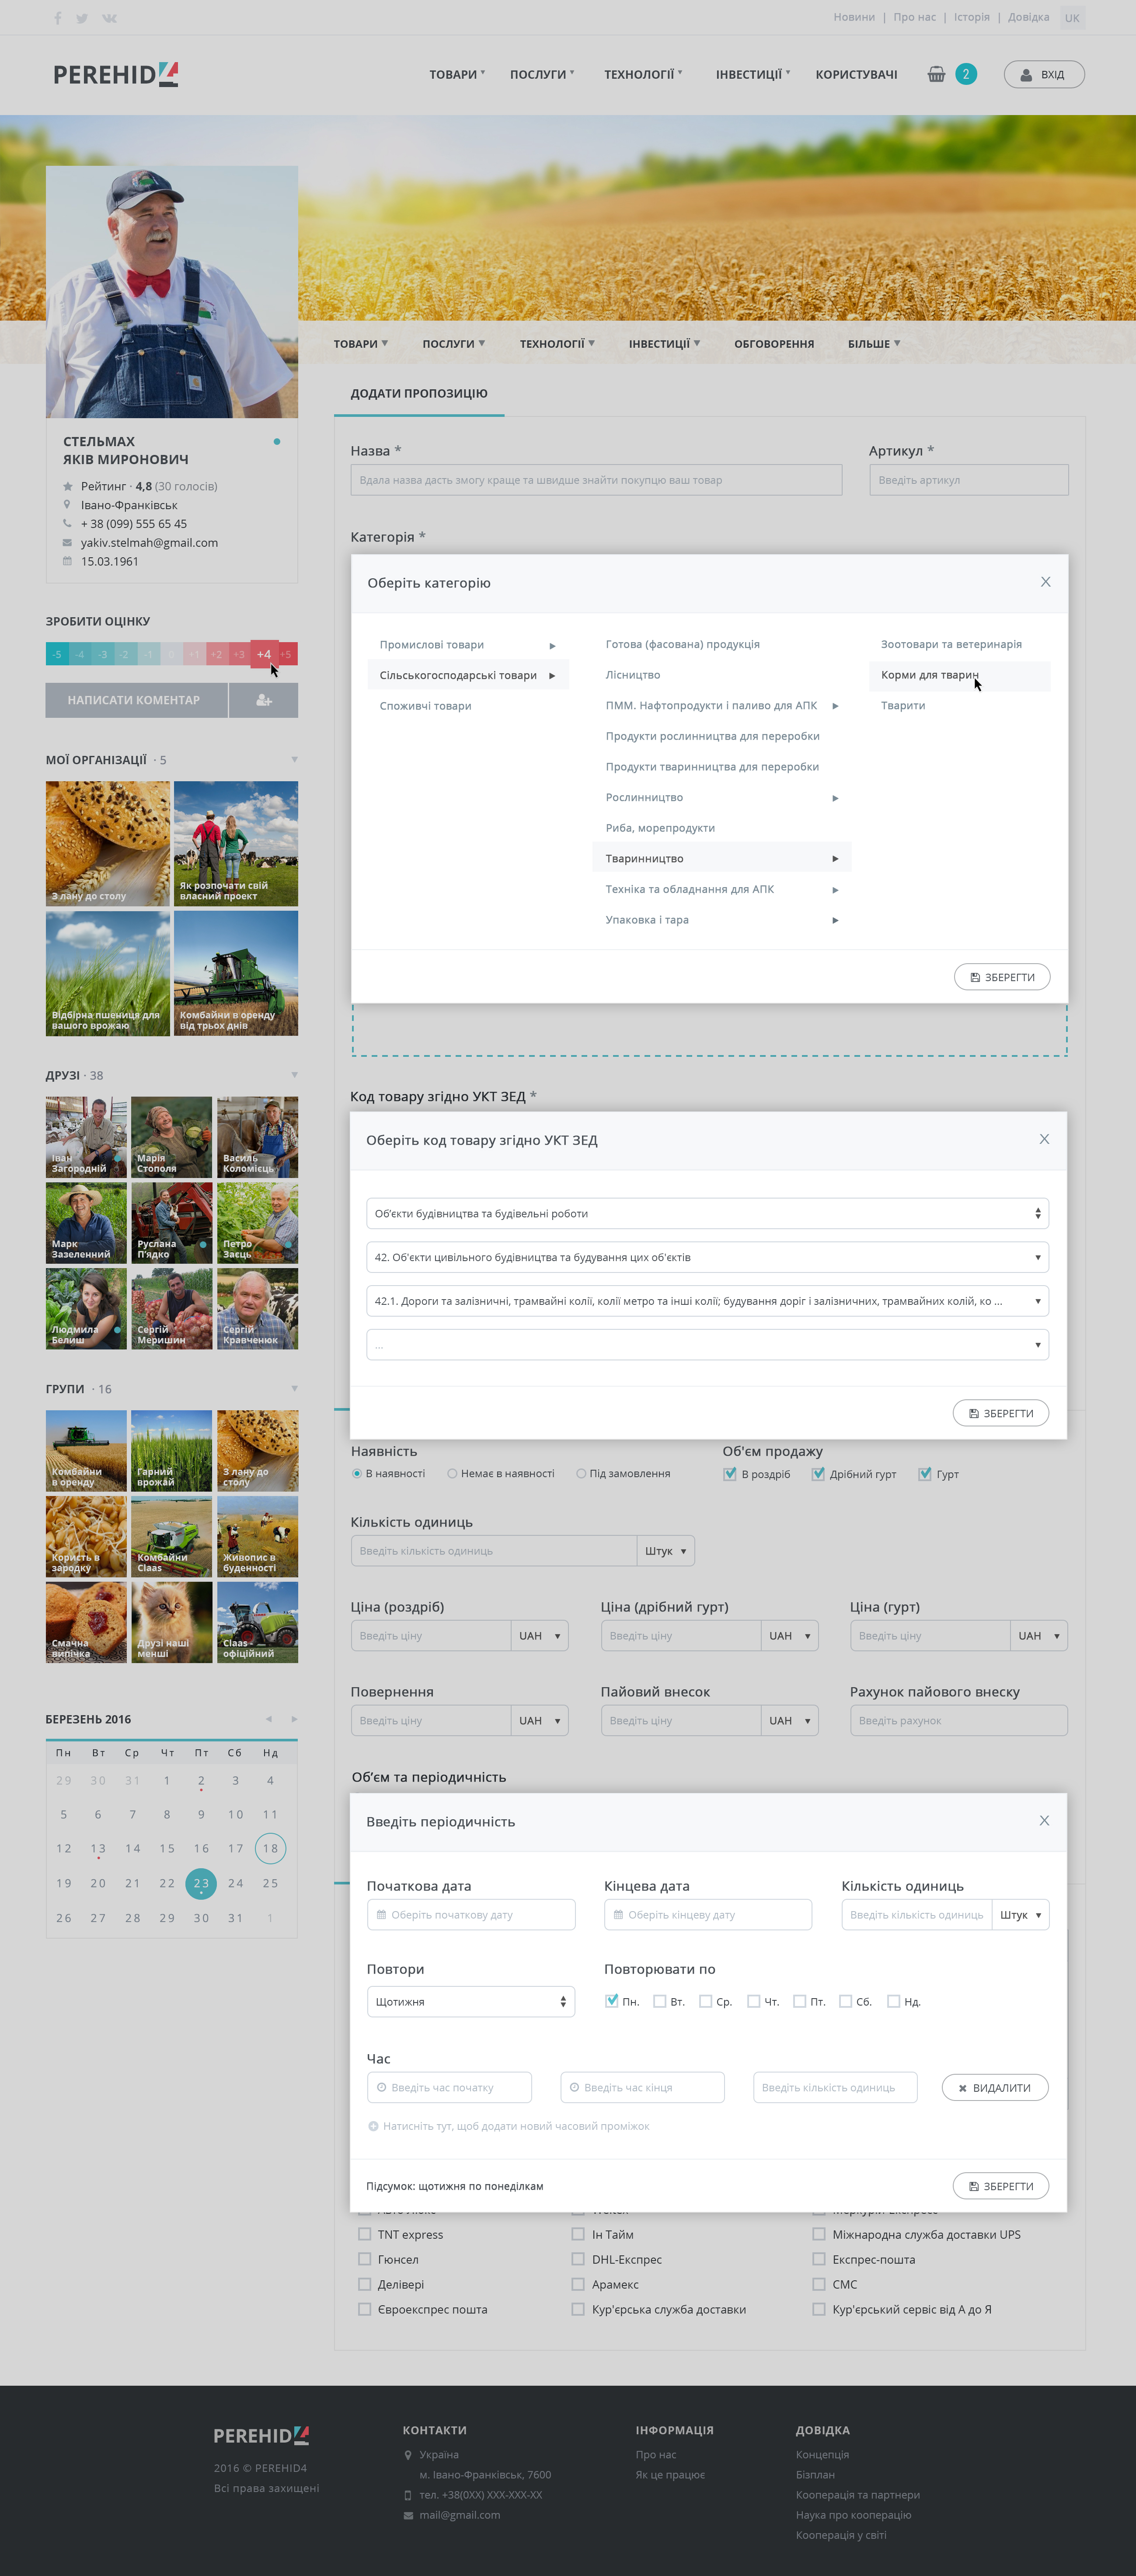 Новини | Про нас | Історія | Довідка UK
PEREHID4
ТОВАРИ ПОСЛУГИ ТЕХНОЛОГІЇ ІНВЕСТИЦІЇ КОРИСТУВАЧІ 2 ВХІД
ТОВАРИ ПОСЛУГИ ТЕХНОЛОГІЇ ІНВЕСТИЦІЇ ОБГОВОРЕННЯ БІЛЬШЕ
СТЕЛЬМАХ
ЯКІВ МИРОНОВИЧ
Рейтинг · 4,8 (30 голосів)
Івано-Франківськ
+ 38 (099) 555 65 45
yakiv.stelmah@gmail.com
15.03.1961
ЗРОБИТИ ОЦІНКУ
-5 -4 -3 -2 -1 +1 +2 +3 +4 +5
НАПИСАТИ КОМЕНТАР
МОЇ ОРГАНІЗАЦІЇ · 5
З лану до столу
Як розпочати свій
власний проект
Відбірна пшениця для
вашого врожаю
Комбайни в оренду
від трьох днів
ДРУЗІ · 38
Іван
Загородній
Марія
Стополя
Василь
Коломієць
Марк
Зазеленний
Руслана
П'ядко
Петро
Заєць
Людмила
Белиш
Сергій
Меришин
Сергій
Кравченюк
ГРУПИ · 16
Комбайни
в оренду
Гарний
врожай
З лану до
столу
Користь в
зародку
Комбайни
Claas
Живопис в
буденності
Смачна
випічка
Друзі наші
менші
Claas
офіційний
БЕРЕЗЕНЬ 2016
Пн Вт Ср Чт Пт Сб Нд
29 30 31 1 2 3 4
5 6 7 8 9 10 11
12 13 14 15 16 17 18
19 20 21 22 23 24 25
26 27 28 29 30 31 1
ДОДАТИ ПРОПОЗИЦІЮ
Назва * Артикул *
Вдала назва дасть змогу краще та швидше знайти покупцю ваш товар Введіть артикул
Категорія *
Оберіть категорію X
Промислові товари
Сільськогосподарські товари
Споживчі товари
Готова (фасована) продукція
Лісництво
ПММ. Нафтопродукти і паливо для АПК
Продукти рослинництва для переробки
Продукти тваринництва для переробки
Рослинництво
Риба, морепродукти
Тваринництво
Техніка та обладнання для АПК
Упаковка і тара
Зоотовари та ветеринарія
Корми для тварин
Тварити
ЗБЕРЕГТИ
Код товару згідно УКТ ЗЕД *
Оберіть код товару згідно УКТ ЗЕД X
Об'єкти будівництва та будівельні роботи
42. Об'єкти цивільного будівництва та будування цих об'єктів
42.1. Дороги та залізничні, трамвайні колії, колії метро та інші колії; будування доріг і залізничних, трамвайних колій, ко ...
...
ЗБЕРЕГТИ
Наявність Об'єм продажу
В наявності Немає в наявності Під замовлення В роздріб Дрібний гурт Гурт
Кількість одиниць
Введіть кількість одиниць Штук
Ціна (роздріб) Ціна (дрібний гурт) Ціна (гурт)
Введіть ціну UAH Введіть ціну UAH Введіть ціну UAH
Повернення Пайовий внесок Рахунок пайового внеску
Введіть ціну UAH Введіть ціну UAH Введіть рахунок
Об'єм та періодичність
Введіть періодичність X
Початкова дата Кінцева дата Кількість одиниць
Оберіть початкову дату Оберіть кінцеву дату Введіть кількість одиниць Штук
Повтори Повторювати по
Щотижня Пн. Вт. Ср. Чт. Пт. Сб. Нд.
Час
Введіть час початку Введіть час кінця Введіть кількість одиниць ВИДАЛИТИ
Натисніть тут, щоб додати новий часовий проміжок
Підсумок: щотижня по понеділкам ЗБЕРЕГТИ
TNT express Ін Тайм Міжнародна служба доставки UPS
Гюнсел DHL-Експрес Експрес-пошта
Делівері Арамекс СМС
Євроекспрес пошта Кур'єрська служба доставки Кур'єрський сервіс від А до Я
PEREHID4
2016 © PEREHID4
Всі права захищені
КОНТАКТИ
Україна
м. Івано-Франківськ, 7600
тел. +38(0XX) XXX-XXX-XX
mail@gmail.com
ІНФОРМАЦІЯ
Про нас
Як це працює
ДОВІДКА
Концепція
Бізплан
Кооперація та партнери
Наука про кооперацію
Кооперація у світі